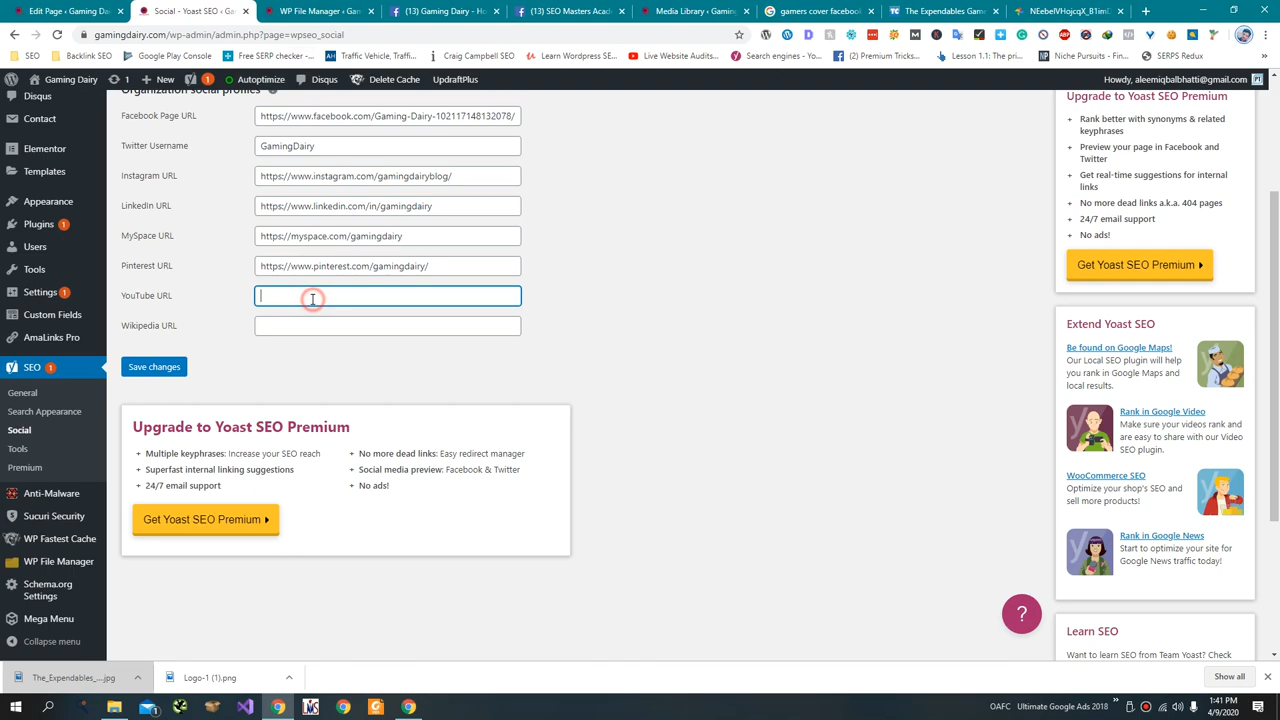 Edit Page
Social - Yoast SEO ‹ Ga
WP File Manager ‹ Gam
(13) Gaming Dairy - Ho
(13) SEO Masters Acade
Media Library ‹ Gaming
gamers cover facebook
The Expendables Game
NEebelVHojcqX_B1imD
gamingdairy.com/wp-admin/admin.php?page=wpseo_social
SEO
Backlink SEO
Google Play Console
Free SERP checker -...
Traffic Vehicle, Traffi...
Craig Campbell SEO
Learn Wordpress SE...
Live Website Audits...
Search engines - Yo...
(2) Premium Tricks...
Lesson 1.1: The pri...
Niche Pursuits - Fi...
SERPS Redux
Gaming Dairy
1
New
1
Autoptimize
Disqus
Delete Cache
UpdraftPlus
Howdy, aleemiqbalbhatti@gmail.com
Disqus
Contact
Elementor
Templates
Appearance
Plugins 1
Users
Tools
Settings 1
Custom Fields
AmaLinks Pro
SEO 1
General
Search Appearance
Social
Tools
Premium
Anti-Malware
Sucuri Security
WP Fastest Cache
WP File Manager
Schema.org
Settings
Mega Menu
Collapse menu
Organization social profiles
Facebook Page URL
https://www.facebook.com/Gaming-Dairy-102117148132078/
Twitter Username
GamingDairy
Instagram URL
https://www.instagram.com/gamingdairyblog/
LinkedIn URL
https://www.linkedin.com/in/gamingdairy
MySpace URL
https://myspace.com/gamingdairy
Pinterest URL
https://www.pinterest.com/gamingdairy/
YouTube URL
Wikipedia URL
Save changes
Upgrade to Yoast SEO Premium
+ Multiple keyphrases: Increase your SEO reach
+ Superfast internal linking suggestions
+ 24/7 email support
+ No more dead links: Easy redirect manager
+ Social media preview: Facebook & Twitter
+ No ads!
Get Yoast SEO Premium
Upgrade to Yoast SEO Premium
+ Rank better with synonyms & related
keyphrases
+ Preview your page in Facebook and
Twitter
+ Get real-time suggestions for internal
links
+ No more dead links a.k.a. 404 pages
+ 24/7 email support
+ No ads!
Get Yoast SEO Premium
Extend Yoast SEO
Be found on Google Maps!
Our Local SEO plugin will help
you rank in Google Maps and
local results.
Rank in Google Video
Make sure your videos rank and
are easy to share with our Video
SEO plugin.
WooCommerce SEO
Optimize your shop's SEO and
sell more products!
Rank in Google News
Start to optimize your site for
Google News traffic today!
?
Learn SEO
Want to learn SEO from Team Yoast? Check
The_Expendables_....jpg
Logo-1 (1).png
Show all
OAFC
Ultimate Google Ads 2018
1:41 PM
4/9/2020